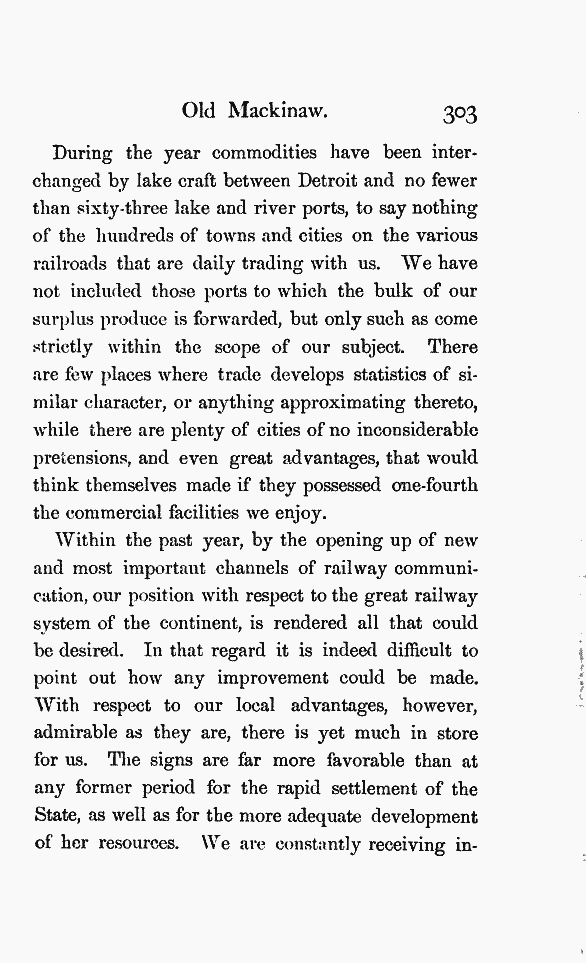 Old Mackinaw. 303
During the year commodities have been inter-
changed by lake craft between Detroit and no fewer
than sixty-three lake and river ports, to say nothing
of the hundreds of towns and cities on the various
railroads that are daily trading with us. We have
not included those ports to which the bulk of our
surplus produce is forwarded, but only such as come
strictly within the scope of our subject. There
are few places where trade develops statistics of si-
milar character, or anything approximating thereto,
while there are plenty of cities of no inconsiderable
pretensions, and even great advantages, that would
think themselves made if they possessed one-fourth
the commercial facilities we enjoy.
Within the past year, by the opening up of new
and most important channels of railway communi-
cation, our position with respect to the great railway
system of the continent, is rendered all that could
be desired. In that regard it is indeed difficult to
point out how any improvement could be made.
With respect to our local advantages, however,
admirable as they are, there is yet much in store
for us. The signs are far more favorable than at
any former period for the rapid settlement of the
State, as well as for the more adequate development
of her resources. We are constantly receiving in-